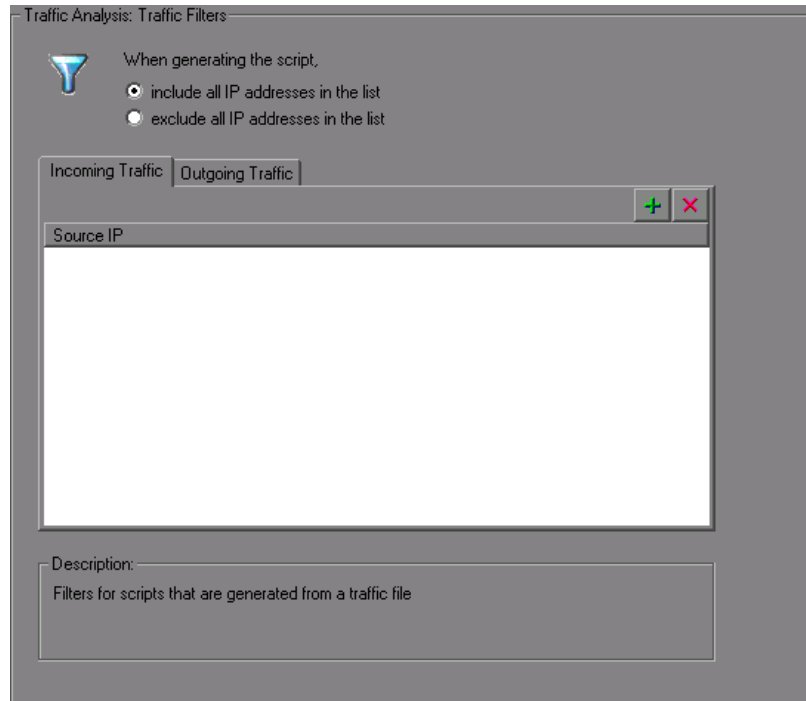 Traffic Analysis: Traffic Filters
When generating the script,
include all IP addresses in the list
exclude all IP addresses in the list
Incoming Traffic
Outgoing Traffic
Source IP
Description:
Filters for scripts that are generated from a traffic file